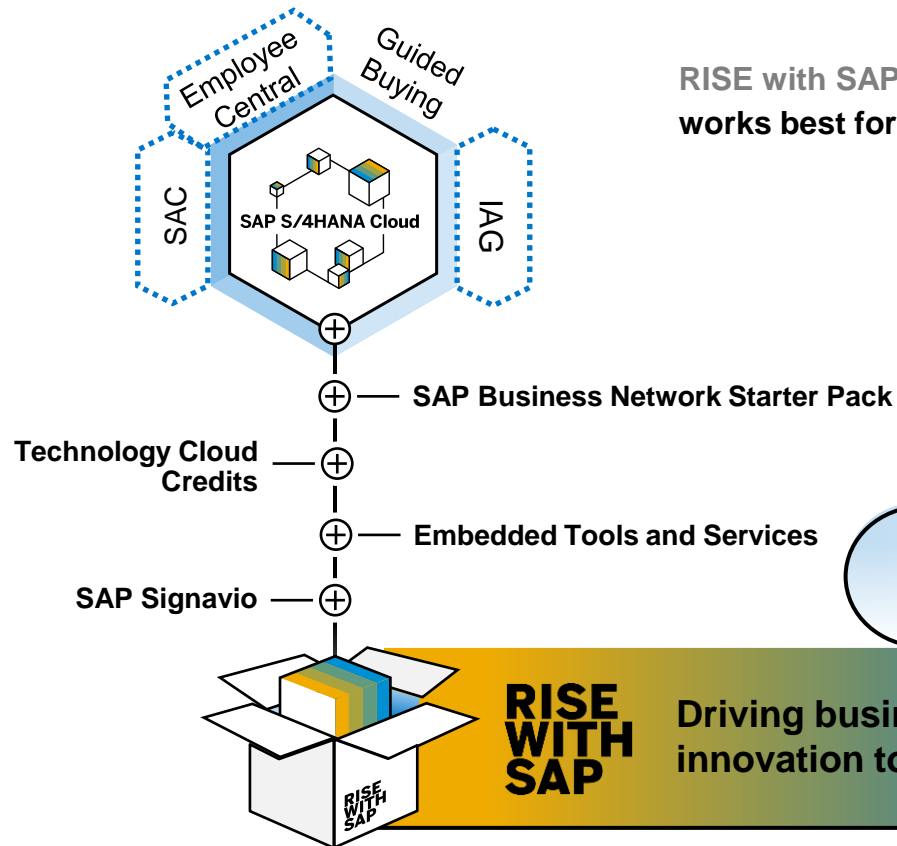 Employee
Central
Guided
Buying
RISE with SAP
works best for
SAC
SAP S/4HANA Cloud
IAG
SAP Business Network Starter Pack
Technology Cloud
Credits
Embedded Tools and Services
SAP Signavio
RISE
WITH
SAP
Driving busin
innovation to
RISE
WITH
SAP